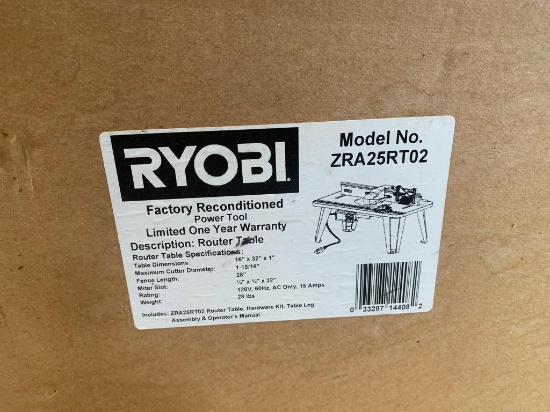 RYOBI
Factory Reconditioned
Power Tool
Limited One Year Warranty
Description: Router Table
Router Table Specifications:
Table Dimensions: 16" x 32" x 1"
Maximum Cutter Diameter: 1-15/16"
Fence Length: 28"
Miter Slot: ¾" x ¾" x 32"
Rating: 120V, 60Hz, AC Only, 15 Amps
Weight: 28 lbs
Includes: ZRA25RT02 Router Table, Hardware Kit, Table Leg
Assembly & Operator's Manual
Model No.
ZRA25RT02
0 33287 14408 2